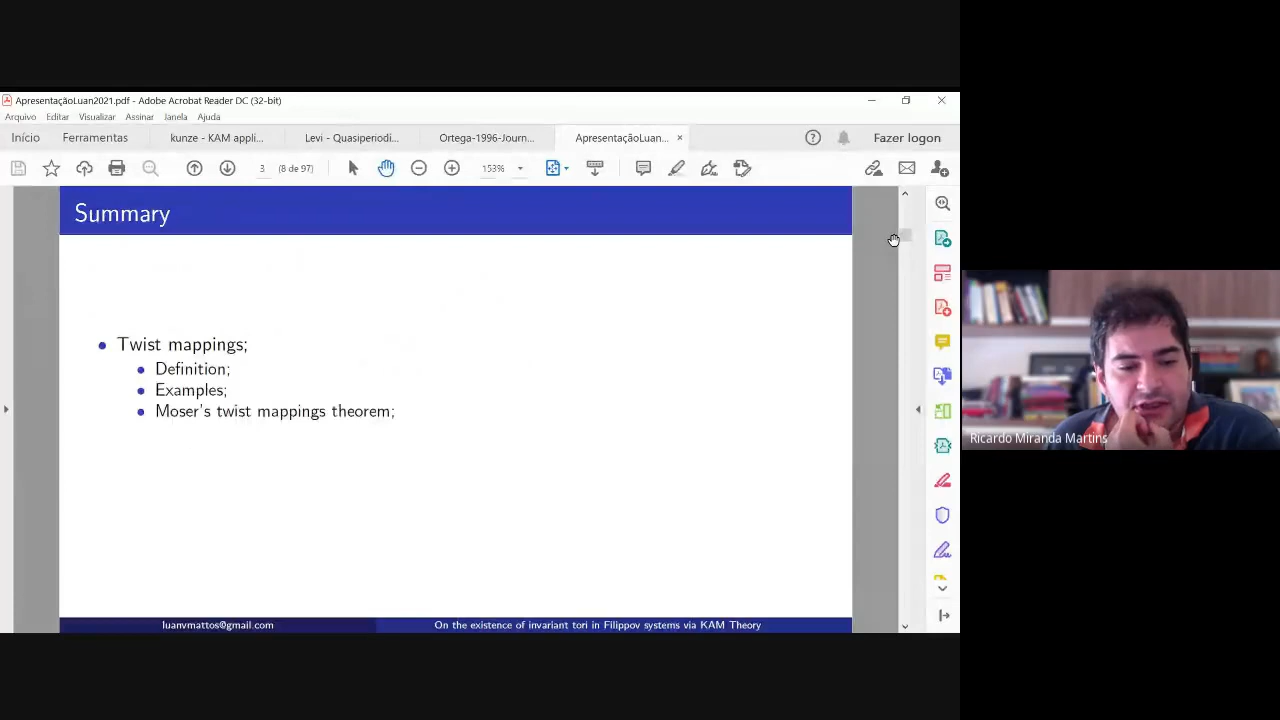 ApresentaçãoLuan2021.pdf - Adobe Acrobat Reader DC (32-bit)
Arquivo Editar Visualizar Assinar Janela Ajuda
Início Ferramentas kunze - KAM appli... Levi - Quasiperiodi... Ortega-1996-Journ... ApresentaçãoLuan... × Fazer logon
3 (8 de 97) 153%
Summary
Twist mappings;
Definition;
Examples;
Moser's twist mappings theorem;
luanvmattos@gmail.com On the existence of invariant tori in Filippov systems via KAM Theory
Ricardo Miranda Martins